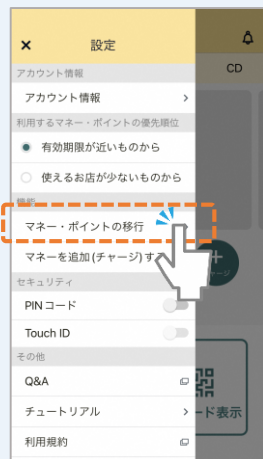 × 設定
CD
アカウント情報
アカウント情報 >
利用するマネー・ポイントの優先順位
有効期限が近いものから
使えるお店が少ないものから
機能
マネー・ポイントの移行
マネーを追加(チャージ)す
ージ
セキュリティ
PINコード
Touch ID
その他
Q&A
チュートリアル >
ード表示
利用規約